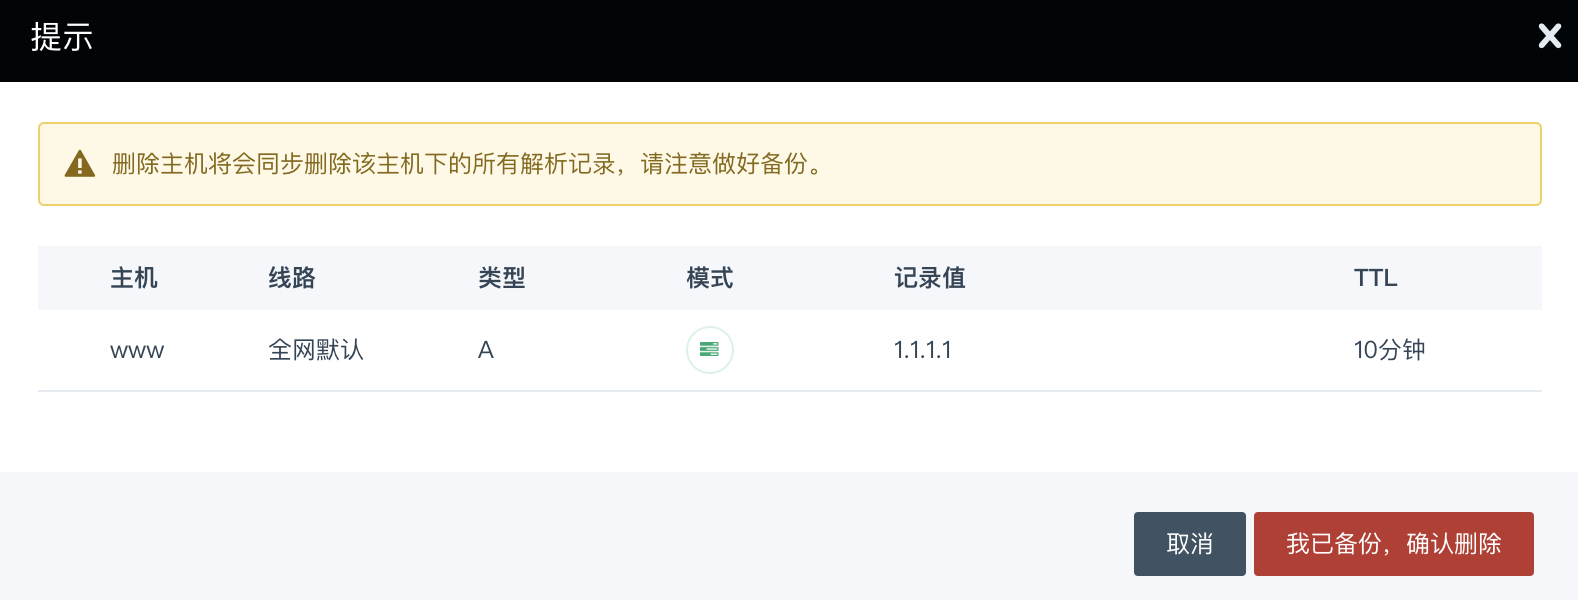 提示
删除主机将会同步删除该主机下的所有解析记录，请注意做好备份。
主机 线路 类型 模式 记录值 TTL
www 全网默认 A 1.1.1.1 10分钟
取消 我已备份，确认删除